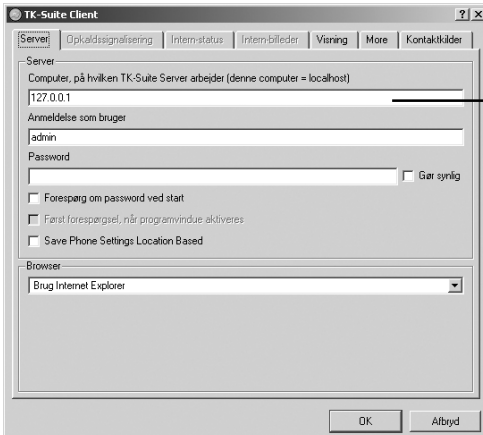 TK-Suite Client
Server Opkaldssignalisering Intern-status Intern-billeder Visning More Kontaktkilder
Server
Computer, på hvilken TK-Suite Server arbejder (denne computer = localhost)
127.0.0.1
Anmeldelse som bruger
admin
Password
Gør synlig
Forespørg om password ved start
Først forespørgsel, når programvindue aktiveres
Save Phone Settings Location Based
Browser
Brug Internet Explorer
OK Afbryd